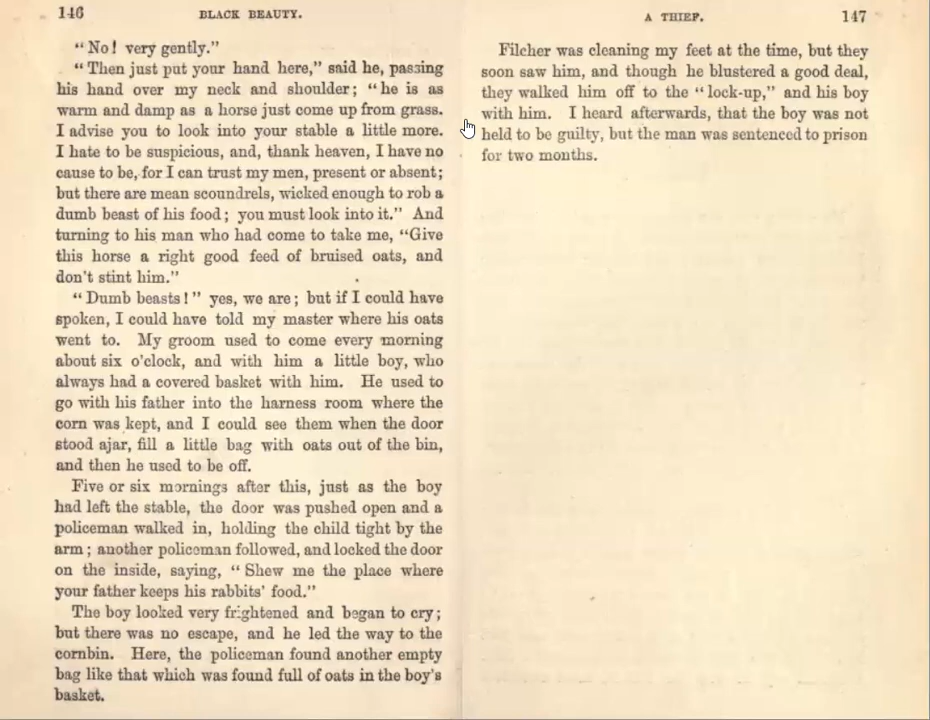 146 BLACK BEAUTY.
"No! very gently."
"Then just put your hand here," said he, passing
his hand over my neck and shoulder; "he is as
warm and damp as a horse just come up from grass.
I advise you to look into your stable a little more.
I hate to be suspicious, and, thank heaven, I have no
cause to be, for I can trust my men, present or absent;
but there are mean scoundrels, wicked enough to rob a
dumb beast of his food; you must look into it." And
turning to his man who had come to take me, "Give
this horse a right good feed of bruised oats, and
don't stint him."
"Dumb beasts!" yes, we are; but if I could have
spoken, I could have told my master where his oats
went to. My groom used to come every morning
about six o'clock, and with him a little boy, who
always had a covered basket with him. He used to
go with his father into the harness room where the
corn was kept, and I could see them when the door
stood ajar, fill a little bag with oats out of the bin,
and then he used to be off.
Five or six mornings after this, just as the boy
had left the stable, the door was pushed open and a
policeman walked in, holding the child tight by the
arm; another policeman followed, and locked the door
on the inside, saying, "Shew me the place where
your father keeps his rabbits' food."
The boy looked very frightened and began to cry;
but there was no escape, and he led the way to the
cornbin. Here, the policeman found another empty
bag like that which was found full of oats in the boy's
basket.
A THIEF. 147
Filcher was cleaning my feet at the time, but they
soon saw him, and though he blustered a good deal,
they walked him off to the "lock-up," and his boy
with him. I heard afterwards, that the boy was not
held to be guilty, but the man was sentenced to prison
for two months.